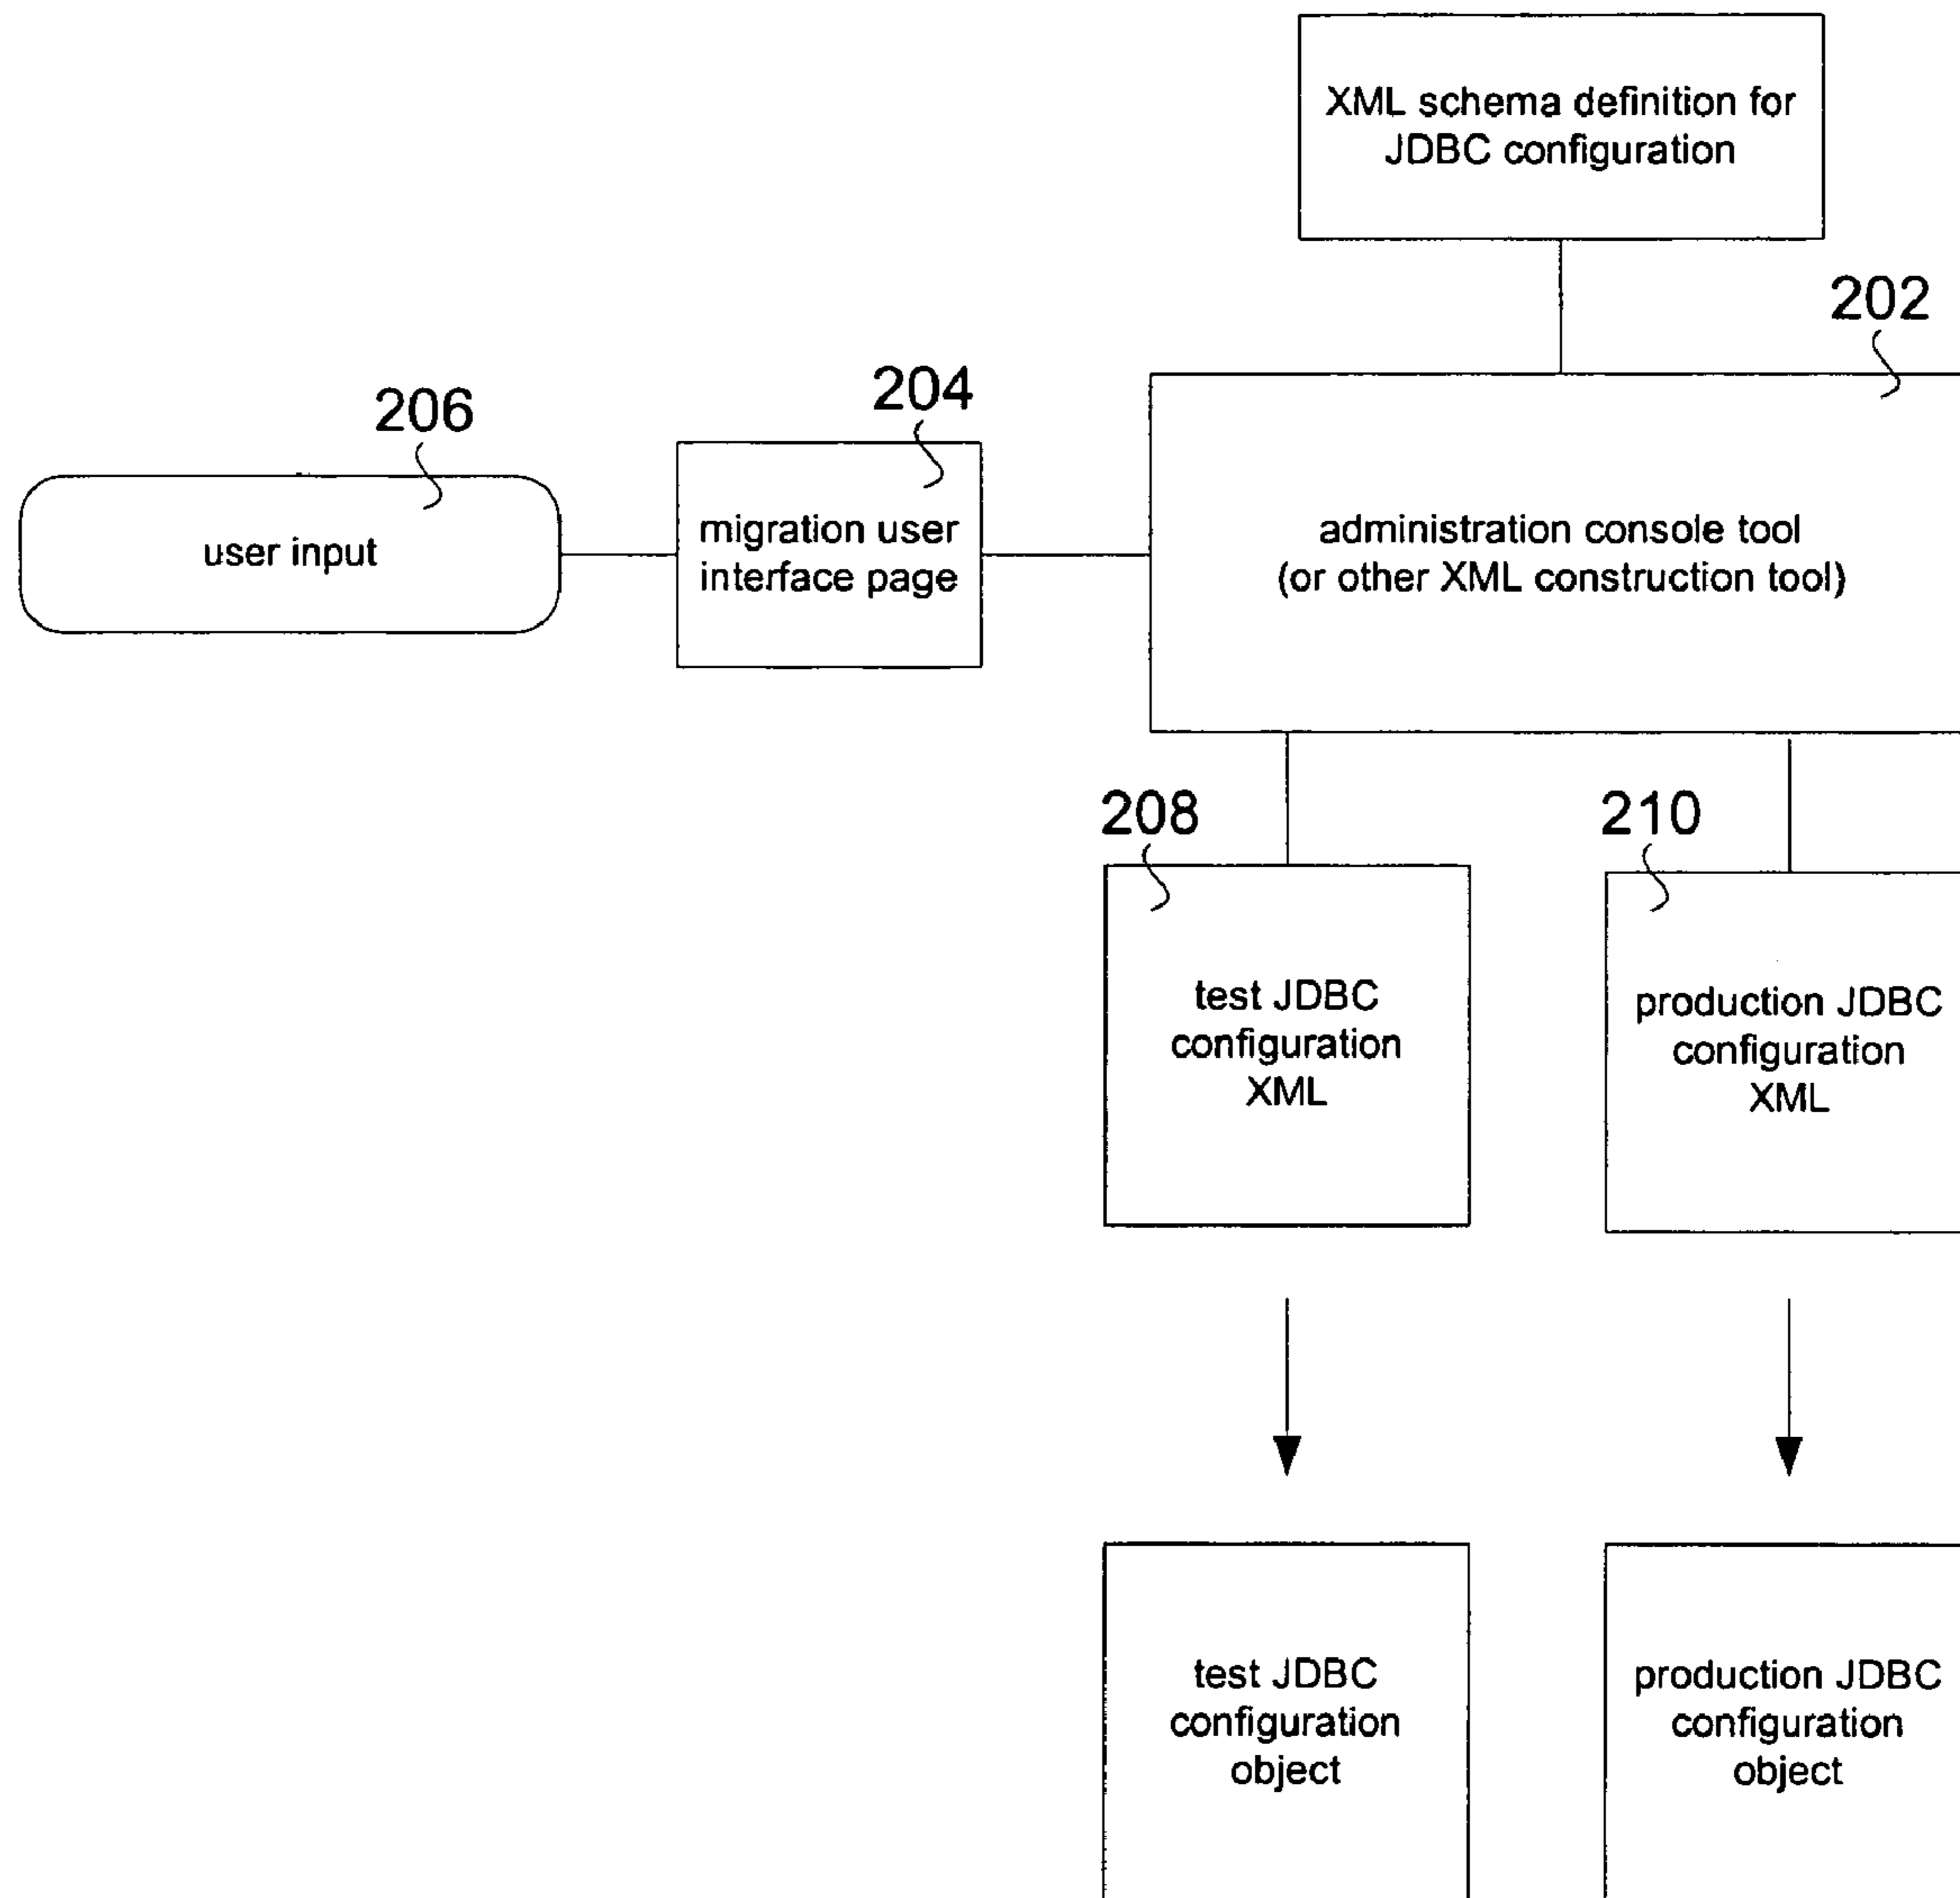 XML schema definition for
JDBC configuration
202
204
206
user input
migration user
interface page
administration console tool
(or other XML construction tool)
208
210
test JDBC
configuration
XML
production JDBC
configuration
XML
test JDBC
configuration
object
production JDBC
configuration
object